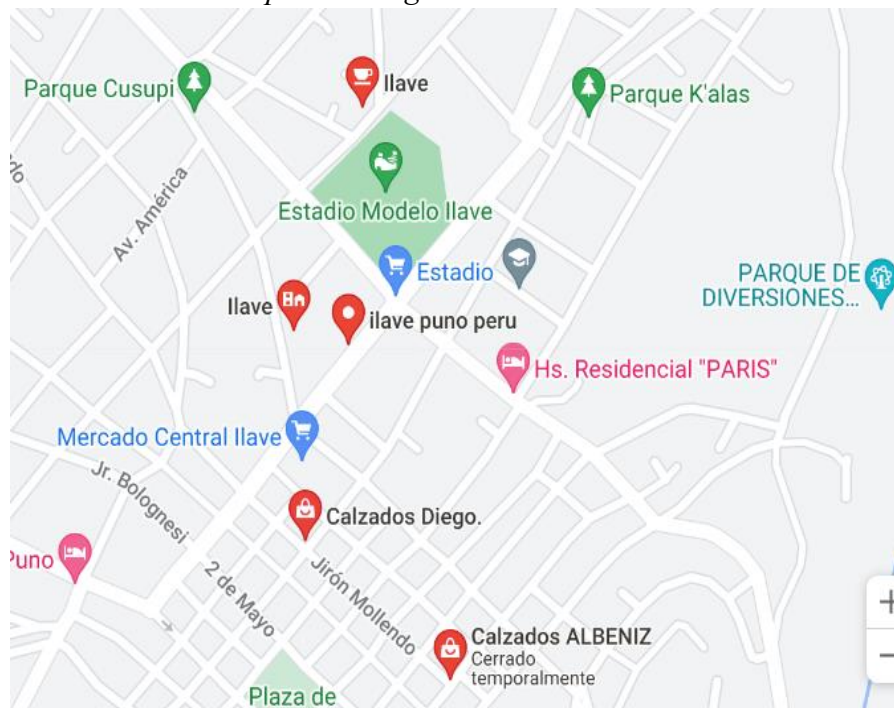 Ilave
Parque Cusupi
Parque K'alas
Av. América
Estadio Modelo Ilave
Estadio
PARQUE DE
DIVERSIONES...
Ilave
ilave puno peru
Hs. Residencial "PARIS"
Mercado Central Ilave
Jr. Bolognesi
Calzados Diego.
Puno
2 de Mayo
Jirón Mollendo
Calzados ALBENIZ
Cerrado
temporalmente
Plaza de
+
−